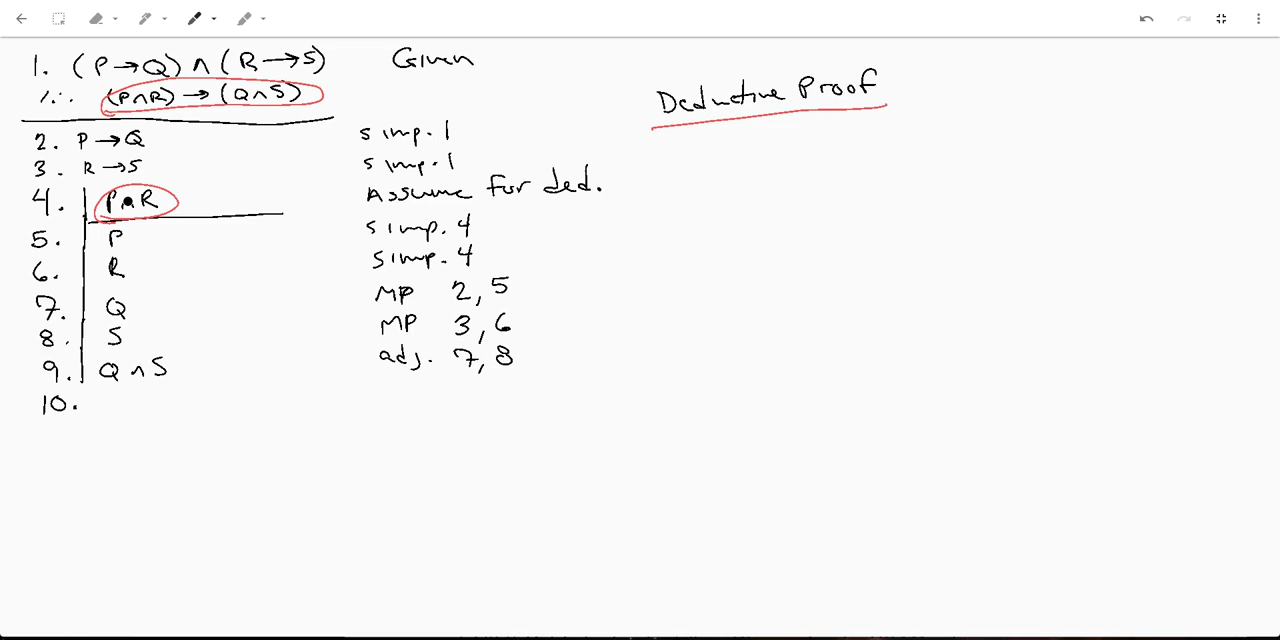 1. (P→Q) ∧ (R→S) Given
/∴ (P∧R) → (Q∧S)
Deductive Proof
2. P→Q simp. 1
3. R→S simp. 1
4. P∧R Assume for ded.
5. P simp. 4
6. R simp. 4
7. Q MP 2,5
8. S MP 3,6
9. Q∧S adj. 7,8
10.